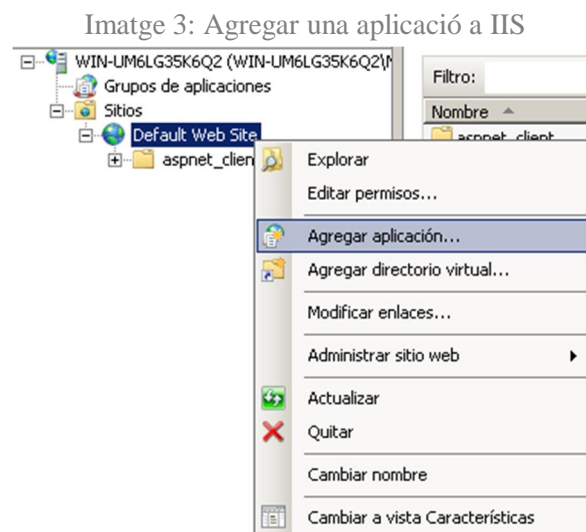 Imatge 3: Agregar una aplicació a IIS
WIN-UM6LG35K6Q2 (WIN-UM6LG35K6Q2\
Grupos de aplicaciones
Sitios
Default Web Site
aspnet_clien
Filtro:
Nombre
aspnet_client
Explorar
Editar permisos...
Agregar aplicación...
Agregar directorio virtual...
Modificar enlaces...
Administrar sitio web
Actualizar
Quitar
Cambiar nombre
Cambiar a vista Características